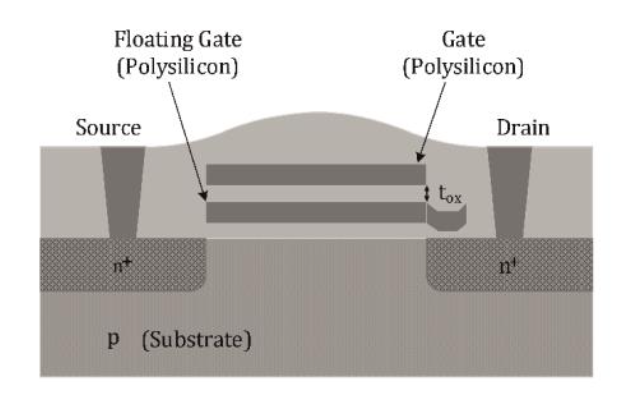 Floating Gate
(Polysilicon)
Gate
(Polysilicon)
Source
Drain
tox
n+
n+
p (Substrate)